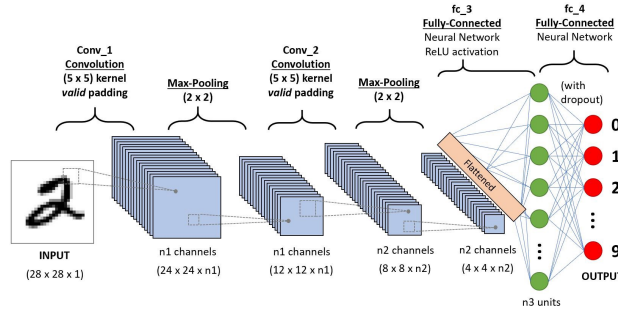 fc_3
Fully-Connected
Neural Network
ReLU activation
fc_4
Fully-Connected
Neural Network
Conv_1
Convolution
(5 x 5) kernel
valid padding
Max-Pooling
(2 x 2)
Conv_2
Convolution
(5 x 5) kernel
valid padding
Max-Pooling
(2 x 2)
(with
dropout)
2
Flattened
0
1
2
9
INPUT
(28 x 28 x 1)
n1 channels
(24 x 24 x n1)
n1 channels
(12 x 12 x n1)
n2 channels
(8 x 8 x n2)
n2 channels
(4 x 4 x n2)
n3 units
OUTPUT